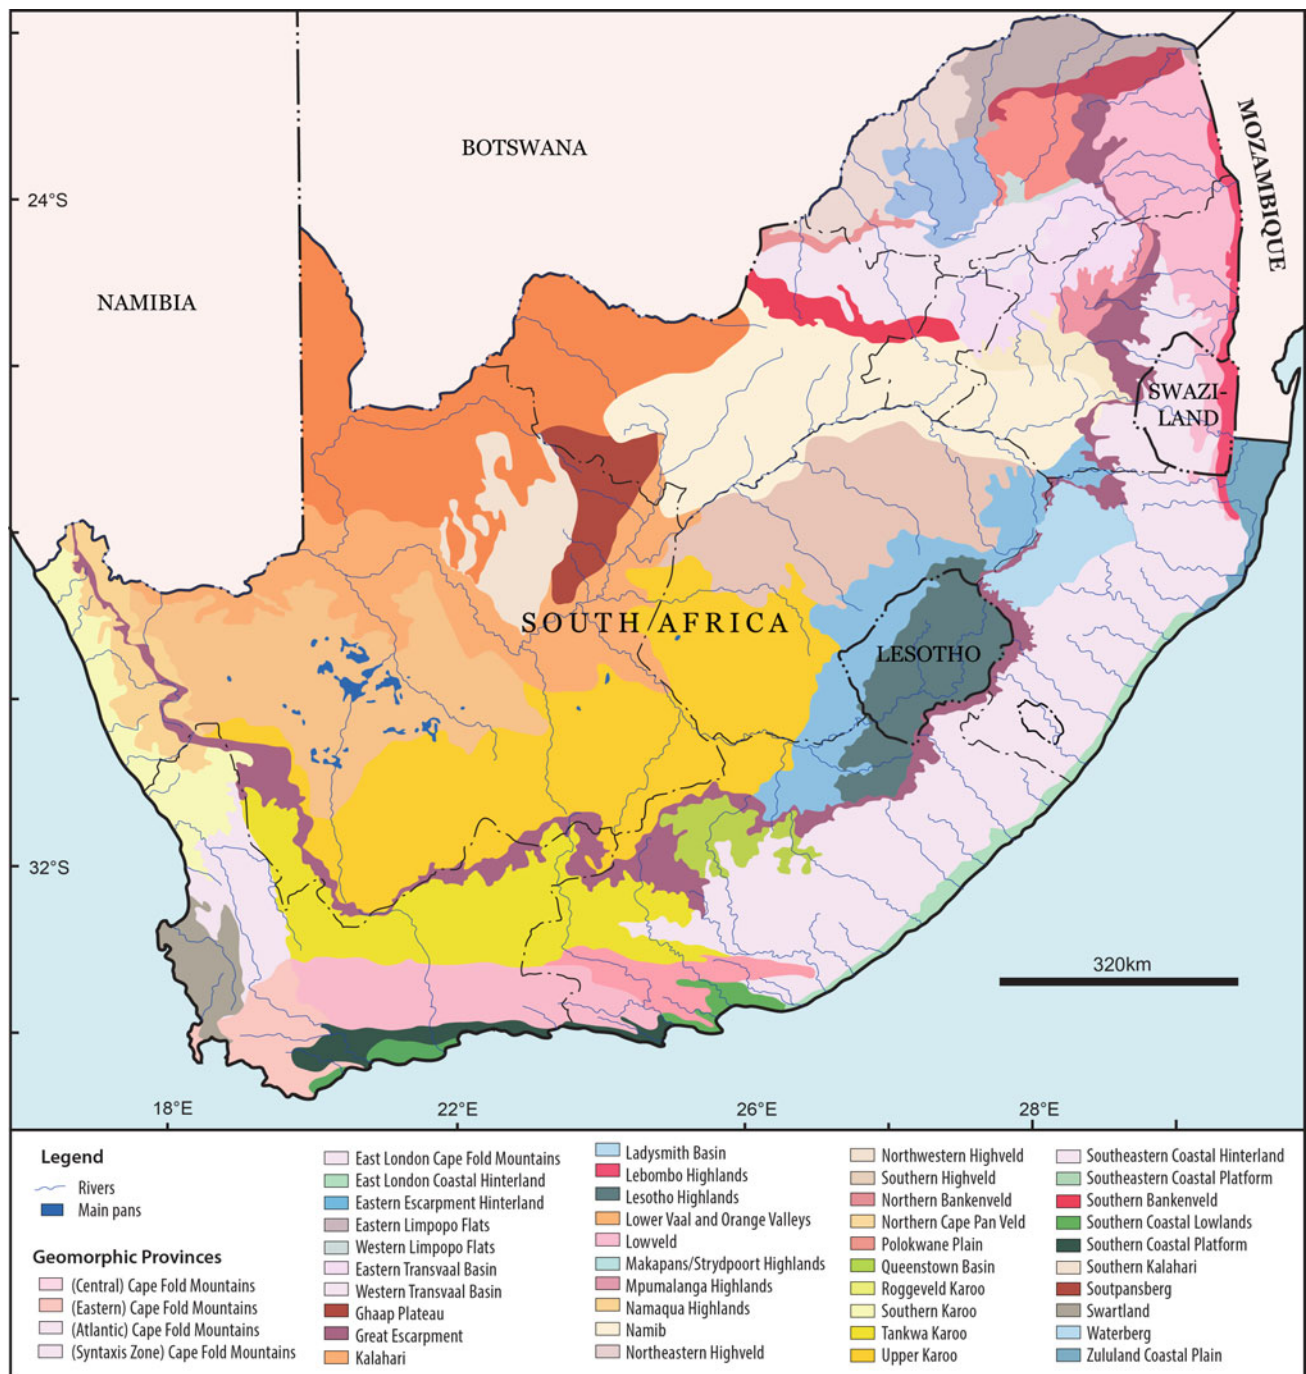 BOTSWANA
MOZAMBIQUE
24°S
NAMIBIA
SWAZI-
LAND
SOUTH AFRICA
LESOTHO
32°S
320km
18°E
22°E
26°E
28°E
Legend
Rivers
Main pans
Geomorphic Provinces
(Central) Cape Fold Mountains
(Eastern) Cape Fold Mountains
(Atlantic) Cape Fold Mountains
(Syntaxis Zone) Cape Fold Mountains
East London Cape Fold Mountains
East London Coastal Hinterland
Eastern Escarpment Hinterland
Eastern Limpopo Flats
Western Limpopo Flats
Eastern Transvaal Basin
Western Transvaal Basin
Ghaap Plateau
Great Escarpment
Kalahari
Ladysmith Basin
Lebombo Highlands
Lesotho Highlands
Lower Vaal and Orange Valleys
Lowveld
Makapans/Strydpoort Highlands
Mpumalanga Highlands
Namaqua Highlands
Namib
Northeastern Highveld
Northwestern Highveld
Southern Highveld
Northern Bankenveld
Northern Cape Pan Veld
Polokwane Plain
Queenstown Basin
Roggeveld Karoo
Southern Karoo
Tankwa Karoo
Upper Karoo
Southeastern Coastal Hinterland
Southeastern Coastal Platform
Southern Bankenveld
Southern Coastal Lowlands
Southern Coastal Platform
Southern Kalahari
Soutpansberg
Swartland
Waterberg
Zululand Coastal Plain